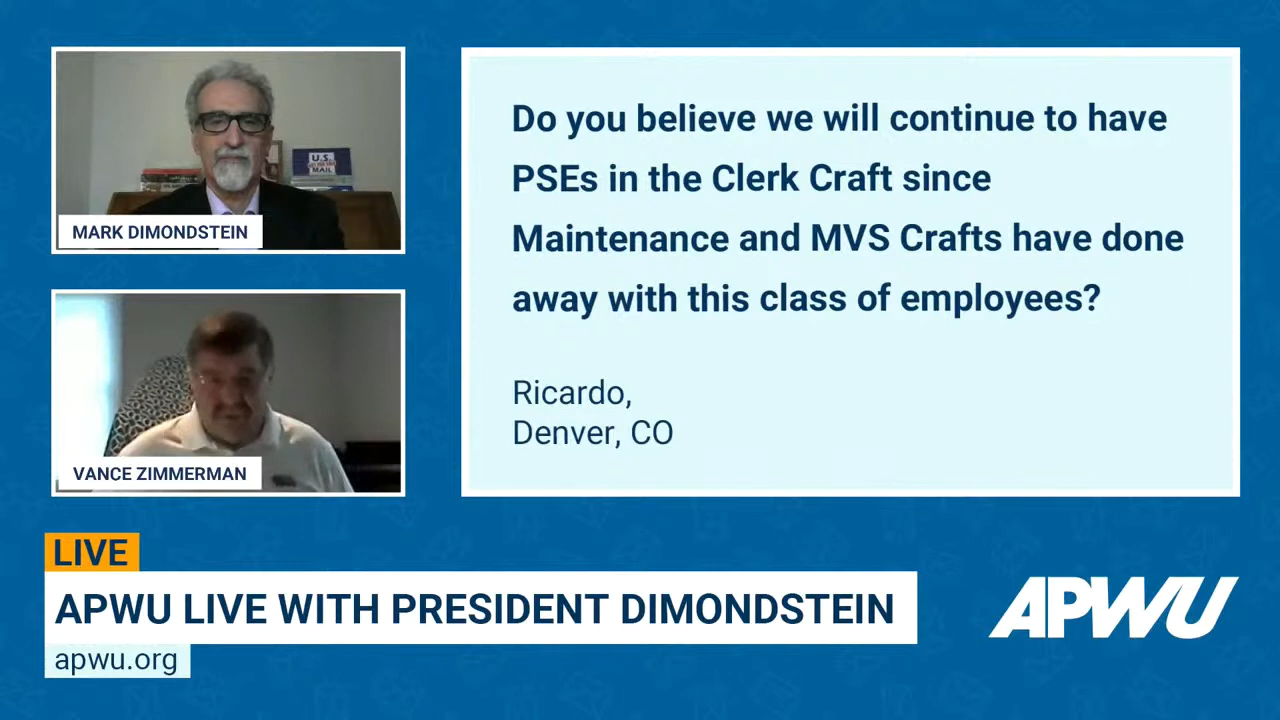 U.S.
MAIL
MARK DIMONDSTEIN
VANCE ZIMMERMAN
Do you believe we will continue to have
PSEs in the Clerk Craft since
Maintenance and MVS Crafts have done
away with this class of employees?
Ricardo,
Denver, CO
LIVE
APWU LIVE WITH PRESIDENT DIMONDSTEIN
apwu.org
APWU